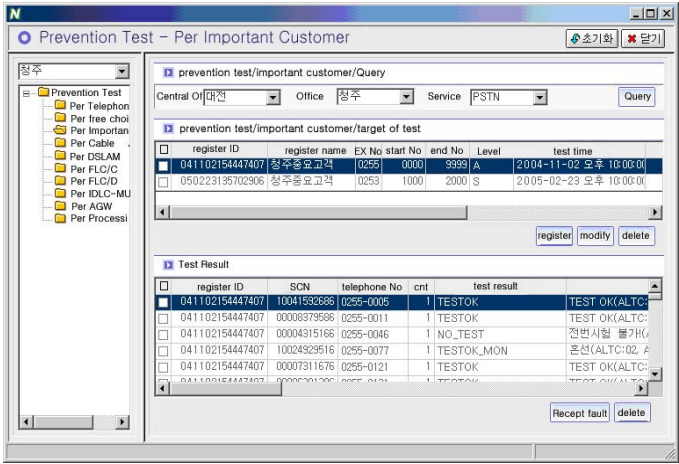 N
Prevention Test - Per Important Customer
초기화
닫기
청주
Prevention Test
Per Telephon
Per free choi
Per Importan
Per Cable
Per DSLAM
Per FLC/C
Per FLC/D
Per IDLC-MU
Per AGW
Per Processi
prevention test/important customer/Query
Central Of 대전 Office 청주 Service PSTN Query
prevention test/important customer/target of test
register ID register name EX No start No end No Level test time
041102154447407 청주중요고객 0255 0000 9999 A 2004-11-02 오후 10:00:00
050223135702906 청주중요고객 0253 1000 2000 S 2005-02-23 오후 10:00:00
register modify delete
Test Result
register ID SCN telephone No cnt test result
041102154447407 10041592686 0255-0005 1 TESTOK TEST OK(ALTC:
041102154447407 00008379586 0255-0011 1 TESTOK TEST OK(ALTC:
041102154447407 00004315166 0255-0046 1 NO_TEST 전번시험 불가(
041102154447407 10024929516 0255-0077 1 TESTOK_MON 혼선(ALTC:02, A
041102154447407 00007311676 0255-0121 1 TESTOK TEST OK(ALTC:
Recept fault delete